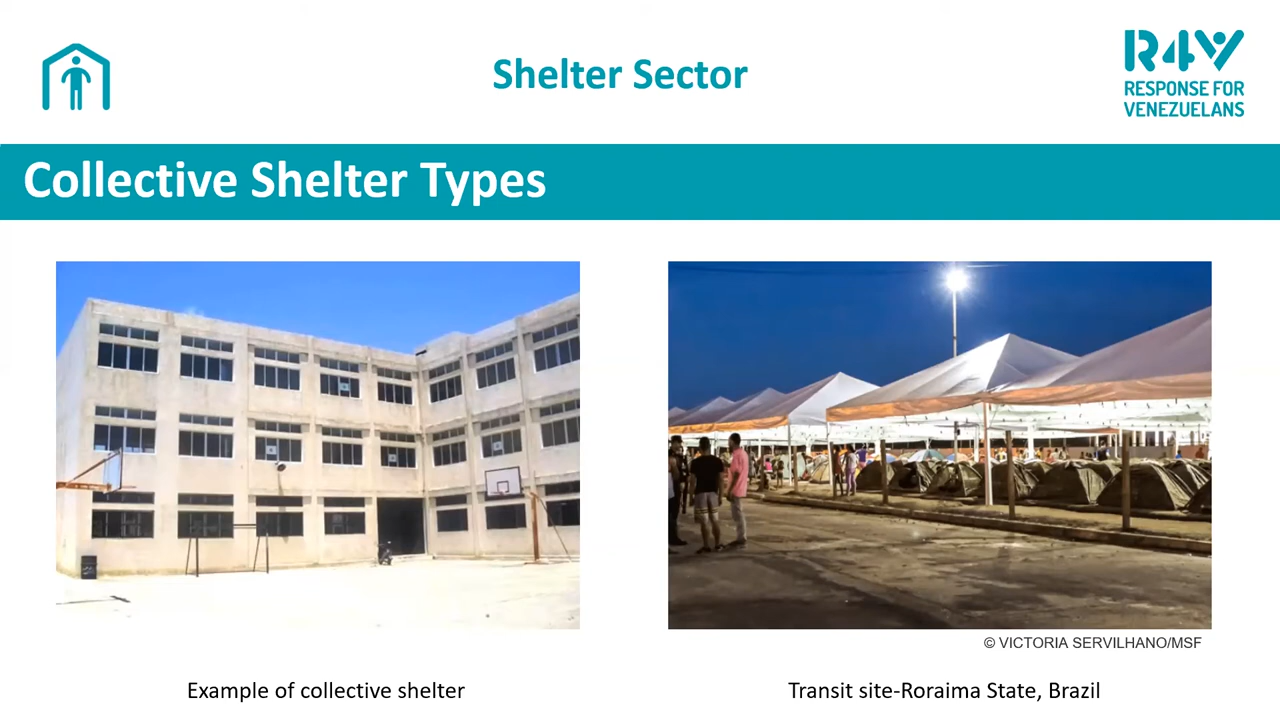 Shelter Sector
R4V
RESPONSE FOR
VENEZUELANS
Collective Shelter Types
© VICTORIA SERVILHANO/MSF
Example of collective shelter
Transit site-Roraima State, Brazil